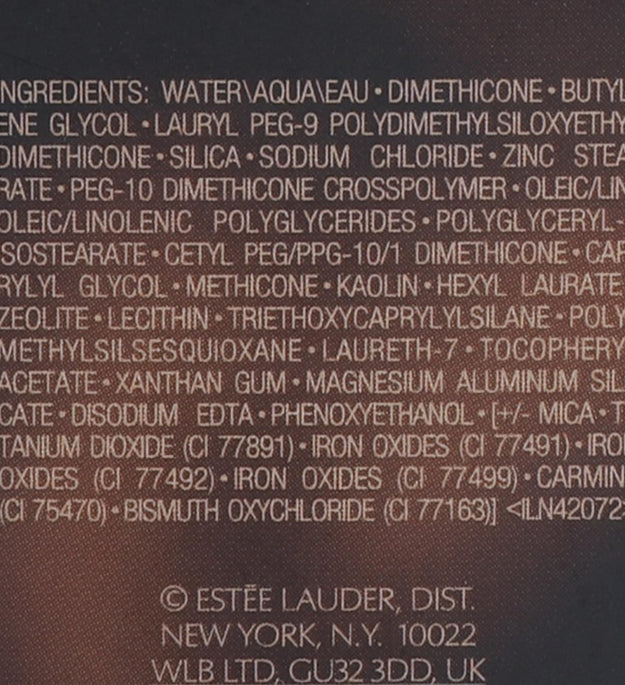 NGREDIENTS: WATER\AQUA\EAU • DIMETHICONE • BUTYL
ENE GLYCOL • LAURYL PEG-9 POLYDIMETHYLSILOXYETHY
DIMETHICONE • SILICA • SODIUM CHLORIDE • ZINC STEA
RATE • PEG-10 DIMETHICONE CROSSPOLYMER • OLEIC/LIN
OLEIC/LINOLENIC POLYGLYCERIDES • POLYGLYCERYL-
ISOSTEARATE • CETYL PEG/PPG-10/1 DIMETHICONE • CAP
RYLYL GLYCOL • METHICONE • KAOLIN • HEXYL LAURATE
ZEOLITE • LECITHIN • TRIETHOXYCAPRYLYLSILANE • POLY
METHYLSILSESQUIOXANE • LAURETH-7 • TOCOPHERY
ACETATE • XANTHAN GUM • MAGNESIUM ALUMINUM SIL
CATE • DISODIUM EDTA • PHENOXYETHANOL • [+/- MICA • T
TANIUM DIOXIDE (CI 77891) • IRON OXIDES (CI 77491) • IRO
OXIDES (CI 77492) • IRON OXIDES (CI 77499) • CARMIN
(CI 75470) • BISMUTH OXYCHLORIDE (CI 77163)] <ILN42072>
© ESTĒE LAUDER, DIST.
NEW YORK, N.Y. 10022
WLB LTD, GU32 3DD, UK